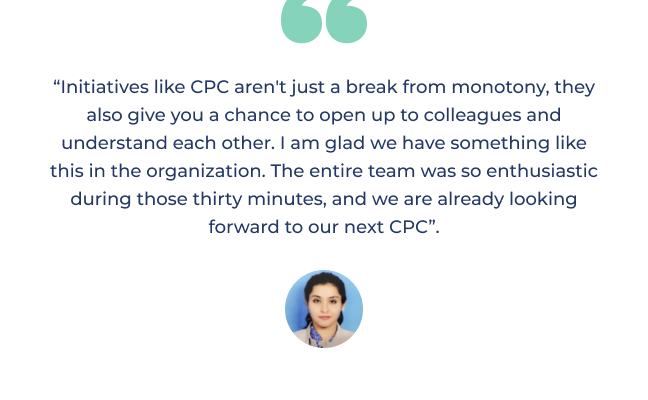 “Initiatives like CPC aren't just a break from monotony, they
also give you a chance to open up to colleagues and
understand each other. I am glad we have something like
this in the organization. The entire team was so enthusiastic
during those thirty minutes, and we are already looking
forward to our next CPC”.